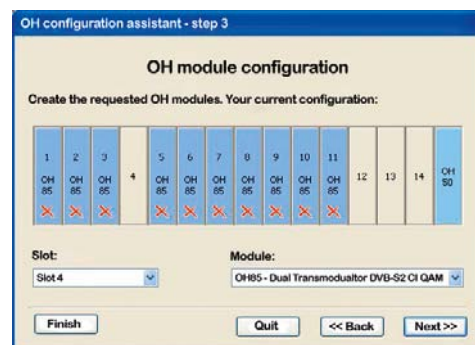 OH configuration assistant - step 3
OH module configuration
Create the requested OH modules. Your current configuration:
1 2 3 4 5 6 7 8 9 10 11 12 13 14 OH 50
OH OH OH OH OH OH OH OH OH OH
85 85 85 85 85 85 85 85 85 85
Slot: Module:
Slot 4 OH85 - Dual Transmodualtor DVB-S2 CI QAM
Finish Quit << Back Next >>